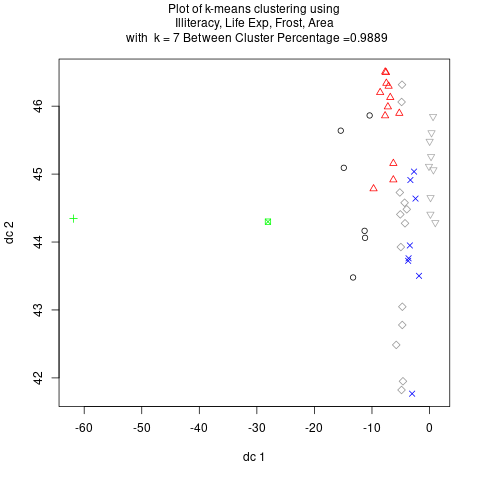 Plot of k-means clustering using
Illiteracy, Life Exp, Frost, Area
with k = 7 Between Cluster Percentage =0.9889
46
45
44
43
42
dc 2
-60 -50 -40 -30 -20 -10 0
dc 1